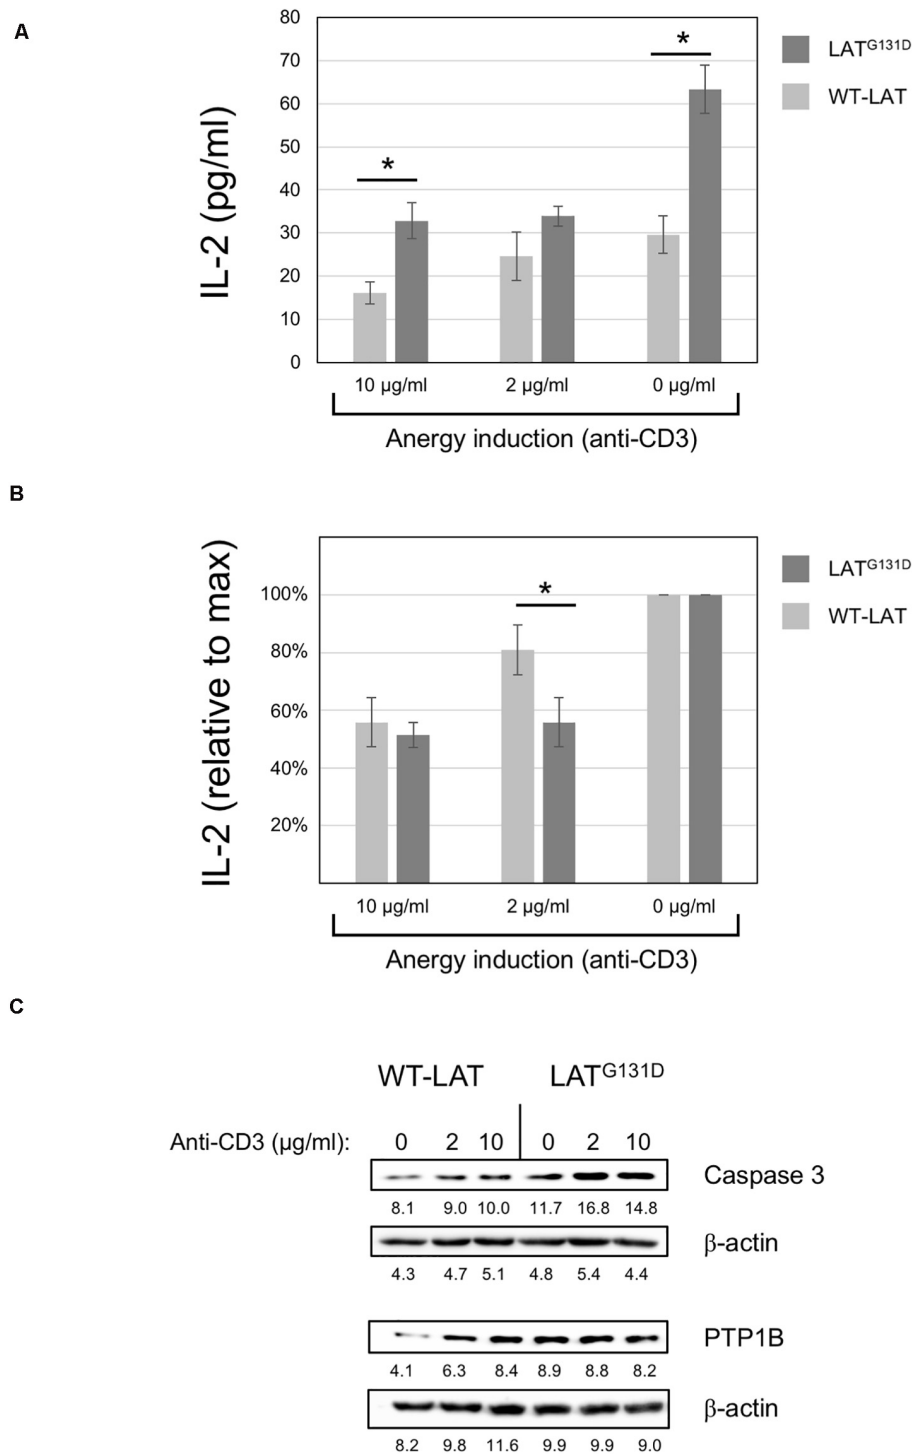 A
80
70
60
50
40
30
20
10
0
IL-2 (pg/ml)
*
*
LATG131D
WT-LAT
10 µg/ml 2 µg/ml 0 µg/ml
Anergy induction (anti-CD3)
B
100%
80%
60%
40%
20%
IL-2 (relative to max)
*
LATG131D
WT-LAT
10 µg/ml 2 µg/ml 0 µg/ml
Anergy induction (anti-CD3)
C
WT-LAT LATG131D
Anti-CD3 (µg/ml): 0 2 10 0 2 10
Caspase 3
8.1 9.0 10.0 11.7 16.8 14.8
β-actin
4.3 4.7 5.1 4.8 5.4 4.4
PTP1B
4.1 6.3 8.4 8.9 8.8 8.2
β-actin
8.2 9.8 11.6 9.9 9.9 9.0